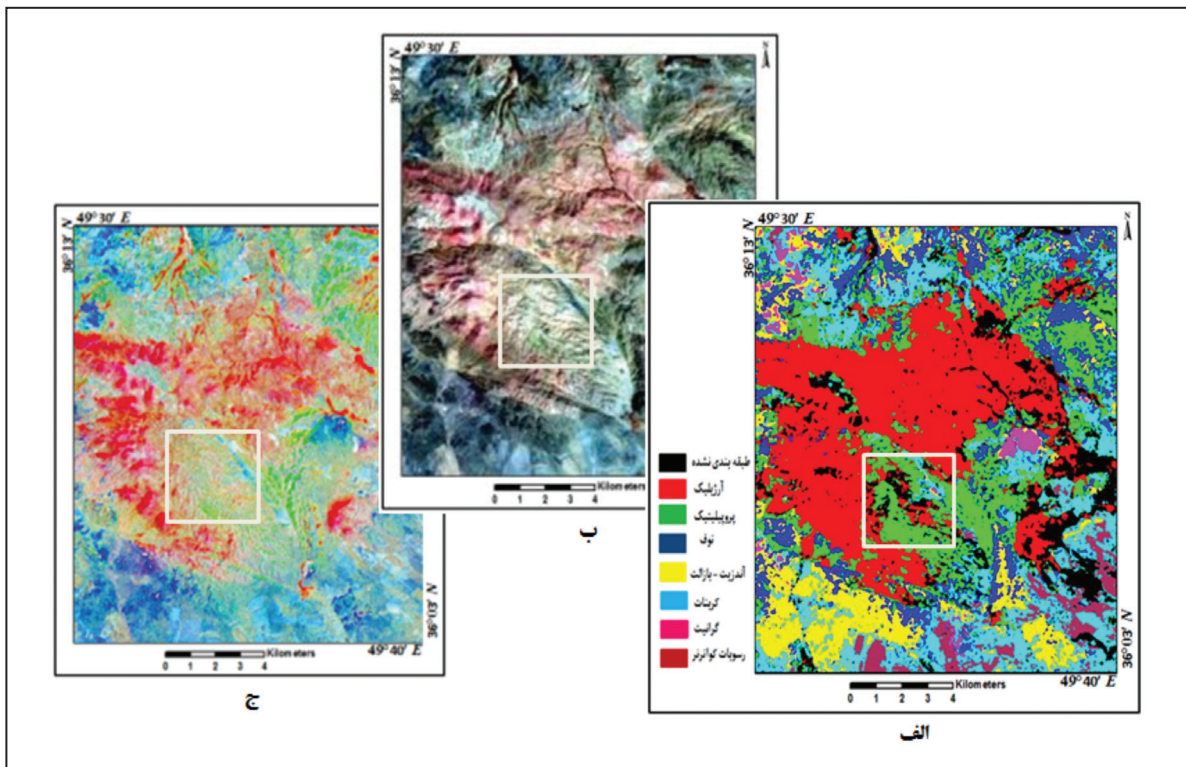 49° 30' E
N
36° 13' N
طبقه بندی نشده
آرژیلیک
پروپیلیتیک
توف
آندزیت - بازالت
کربنات
گرانیت
رسوبات کواترنر
36° 03' N
49° 40' E
Kilometers
0 1 2 3 4
الف
49° 30' E
N
36° 13' N
Kilometers
0 1 2 3 4
ب
49° 30' E
36° 13' N
36° 03' N
49° 40' E
Kilometers
0 1 2 3 4
ج